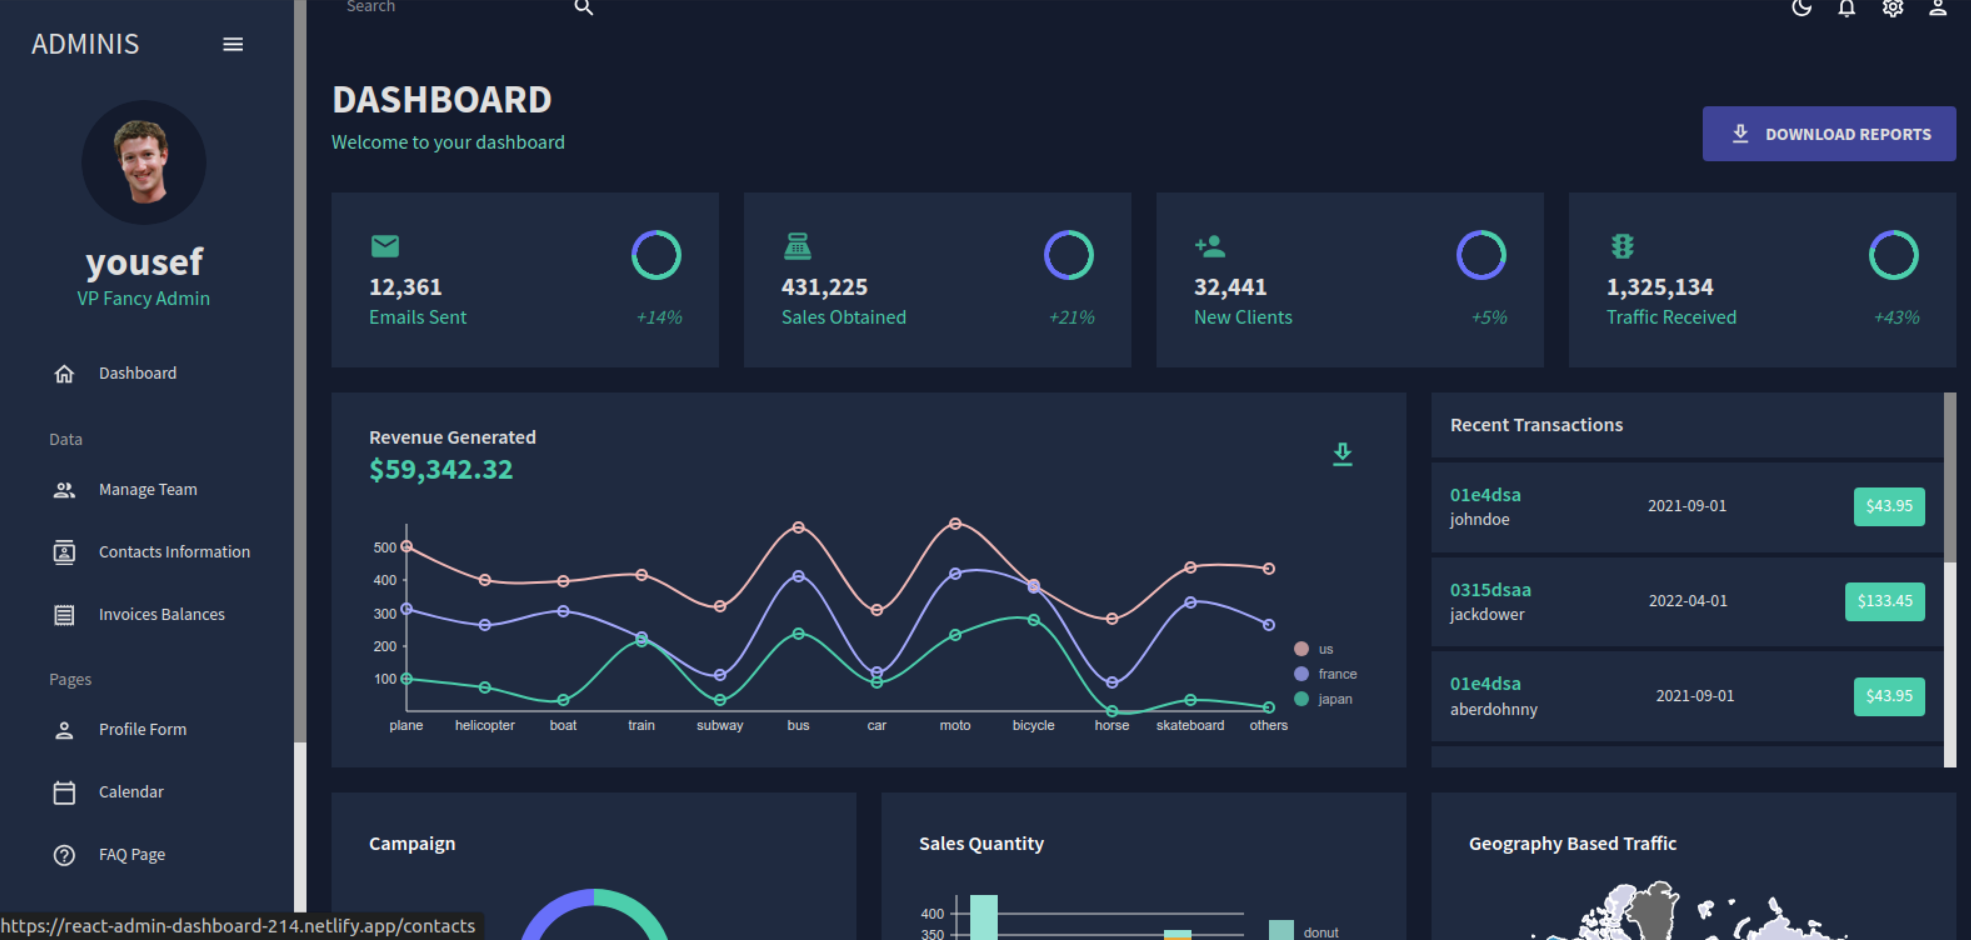 Search
ADMINIS
yousef
VP Fancy Admin
Dashboard
Data
Manage Team
Contacts Information
Invoices Balances
Pages
Profile Form
Calendar
FAQ Page
https://react-admin-dashboard-214.netlify.app/contacts
DASHBOARD
Welcome to your dashboard
DOWNLOAD REPORTS
12,361
Emails Sent +14%
431,225
Sales Obtained +21%
32,441
New Clients +5%
1,325,134
Traffic Received +43%
Revenue Generated
$59,342.32
500
400
300
200
100
plane helicopter boat train subway bus car moto bicycle horse skateboard others
us
france
japan
Recent Transactions
01e4dsa
johndoe
2021-09-01
$43.95
0315dsaa
jackdower
2022-04-01
$133.45
01e4dsa
aberdohnny
2021-09-01
$43.95
Campaign
Sales Quantity
400
350
donut
Geography Based Traffic